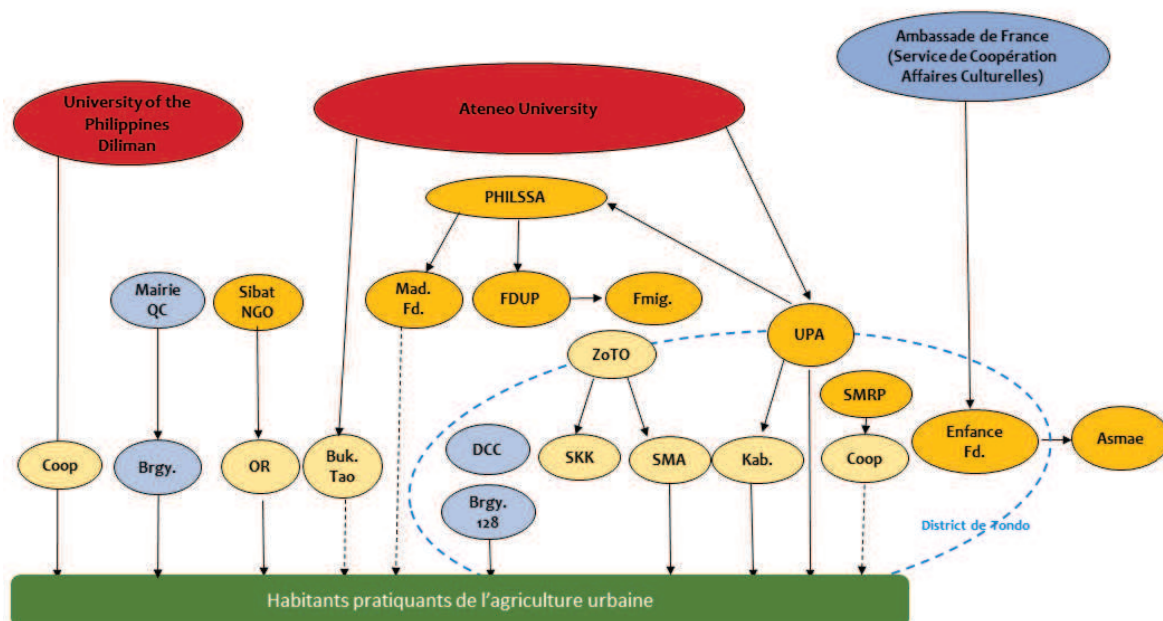 Ambassade de France
(Service de Coopération
Affaires Culturelles)
University of the
Philippines
Diliman
Ateneo University
PHILSSA
Mairie
QC
Sibat
NGO
Mad.
Fd.
FDUP
Fmig.
UPA
ZoTO
SMRP
Coop
Brgy.
OR
Buk.
Tao
DCC
SKK
SMA
Kab.
Coop
Enfance
Fd.
Asmae
Brgy.
128
District de Tondo
Habitants pratiquants de l'agriculture urbaine